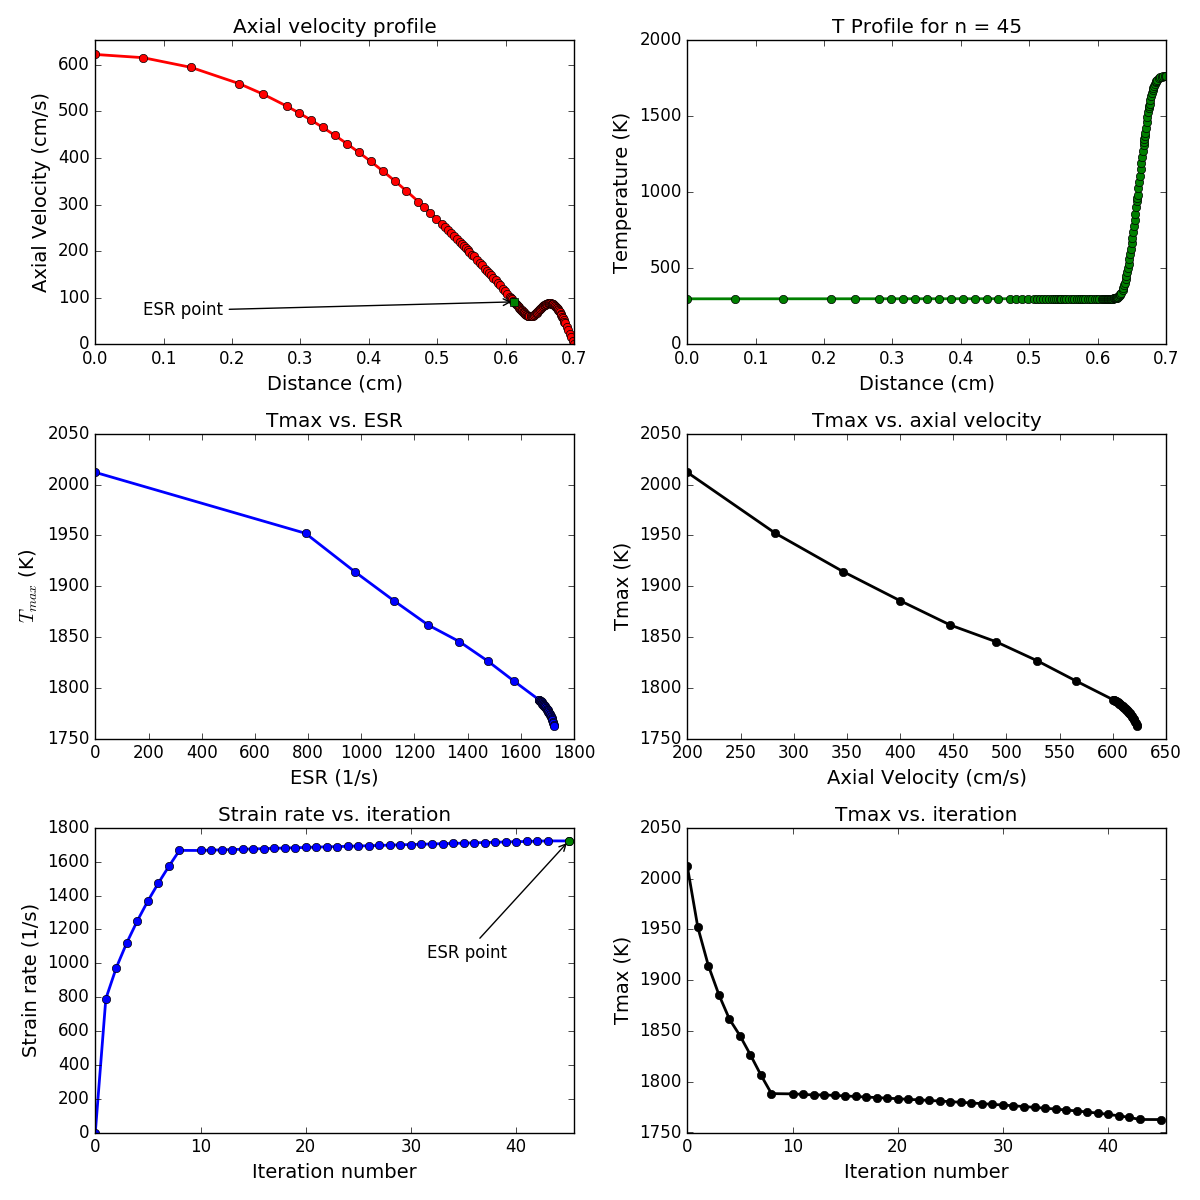 Axial velocity profile
Axial Velocity (cm/s)
600
500
400
300
200
100
0
ESR point
0.0 0.1 0.2 0.3 0.4 0.5 0.6 0.7
Distance (cm)
T Profile for n = 45
Temperature (K)
2000
1500
1000
500
0
0.0 0.1 0.2 0.3 0.4 0.5 0.6 0.7
Distance (cm)
Tmax vs. ESR
Tmax (K)
2050
2000
1950
1900
1850
1800
1750
0 200 400 600 800 1000 1200 1400 1600 1800
ESR (1/s)
Tmax vs. axial velocity
Tmax (K)
2050
2000
1950
1900
1850
1800
1750
200 250 300 350 400 450 500 550 600 650
Axial Velocity (cm/s)
Strain rate vs. iteration
Strain rate (1/s)
1800
1600
1400
1200
1000
800
600
400
200
0
ESR point
0 10 20 30 40
Iteration number
Tmax vs. iteration
Tmax (K)
2050
2000
1950
1900
1850
1800
1750
0 10 20 30 40
Iteration number